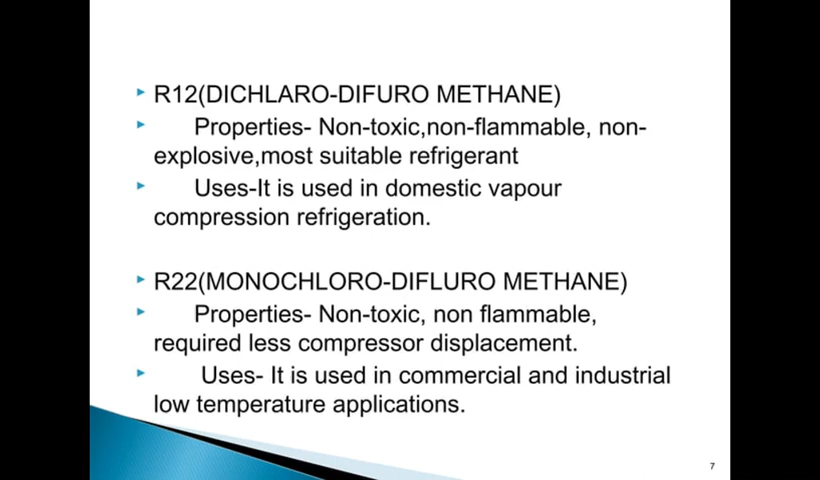 R12(DICHLARO-DIFURO METHANE)
Properties- Non-toxic,non-flammable, non-
explosive,most suitable refrigerant
Uses-It is used in domestic vapour
compression refrigeration.
R22(MONOCHLORO-DIFLURO METHANE)
Properties- Non-toxic, non flammable,
required less compressor displacement.
Uses- It is used in commercial and industrial
low temperature applications.
7